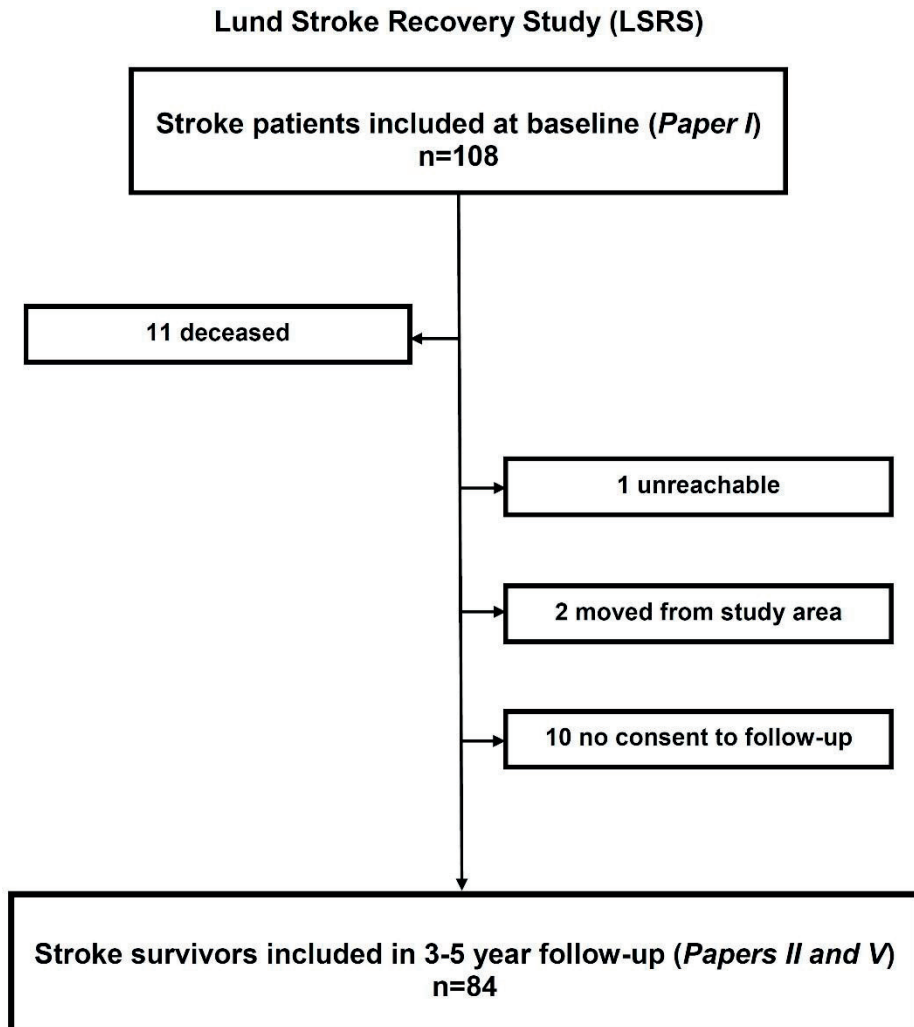 Lund Stroke Recovery Study (LSRS)
Stroke patients included at baseline (Paper I)
n=108
11 deceased
1 unreachable
2 moved from study area
10 no consent to follow-up
Stroke survivors included in 3-5 year follow-up (Papers II and V)
n=84